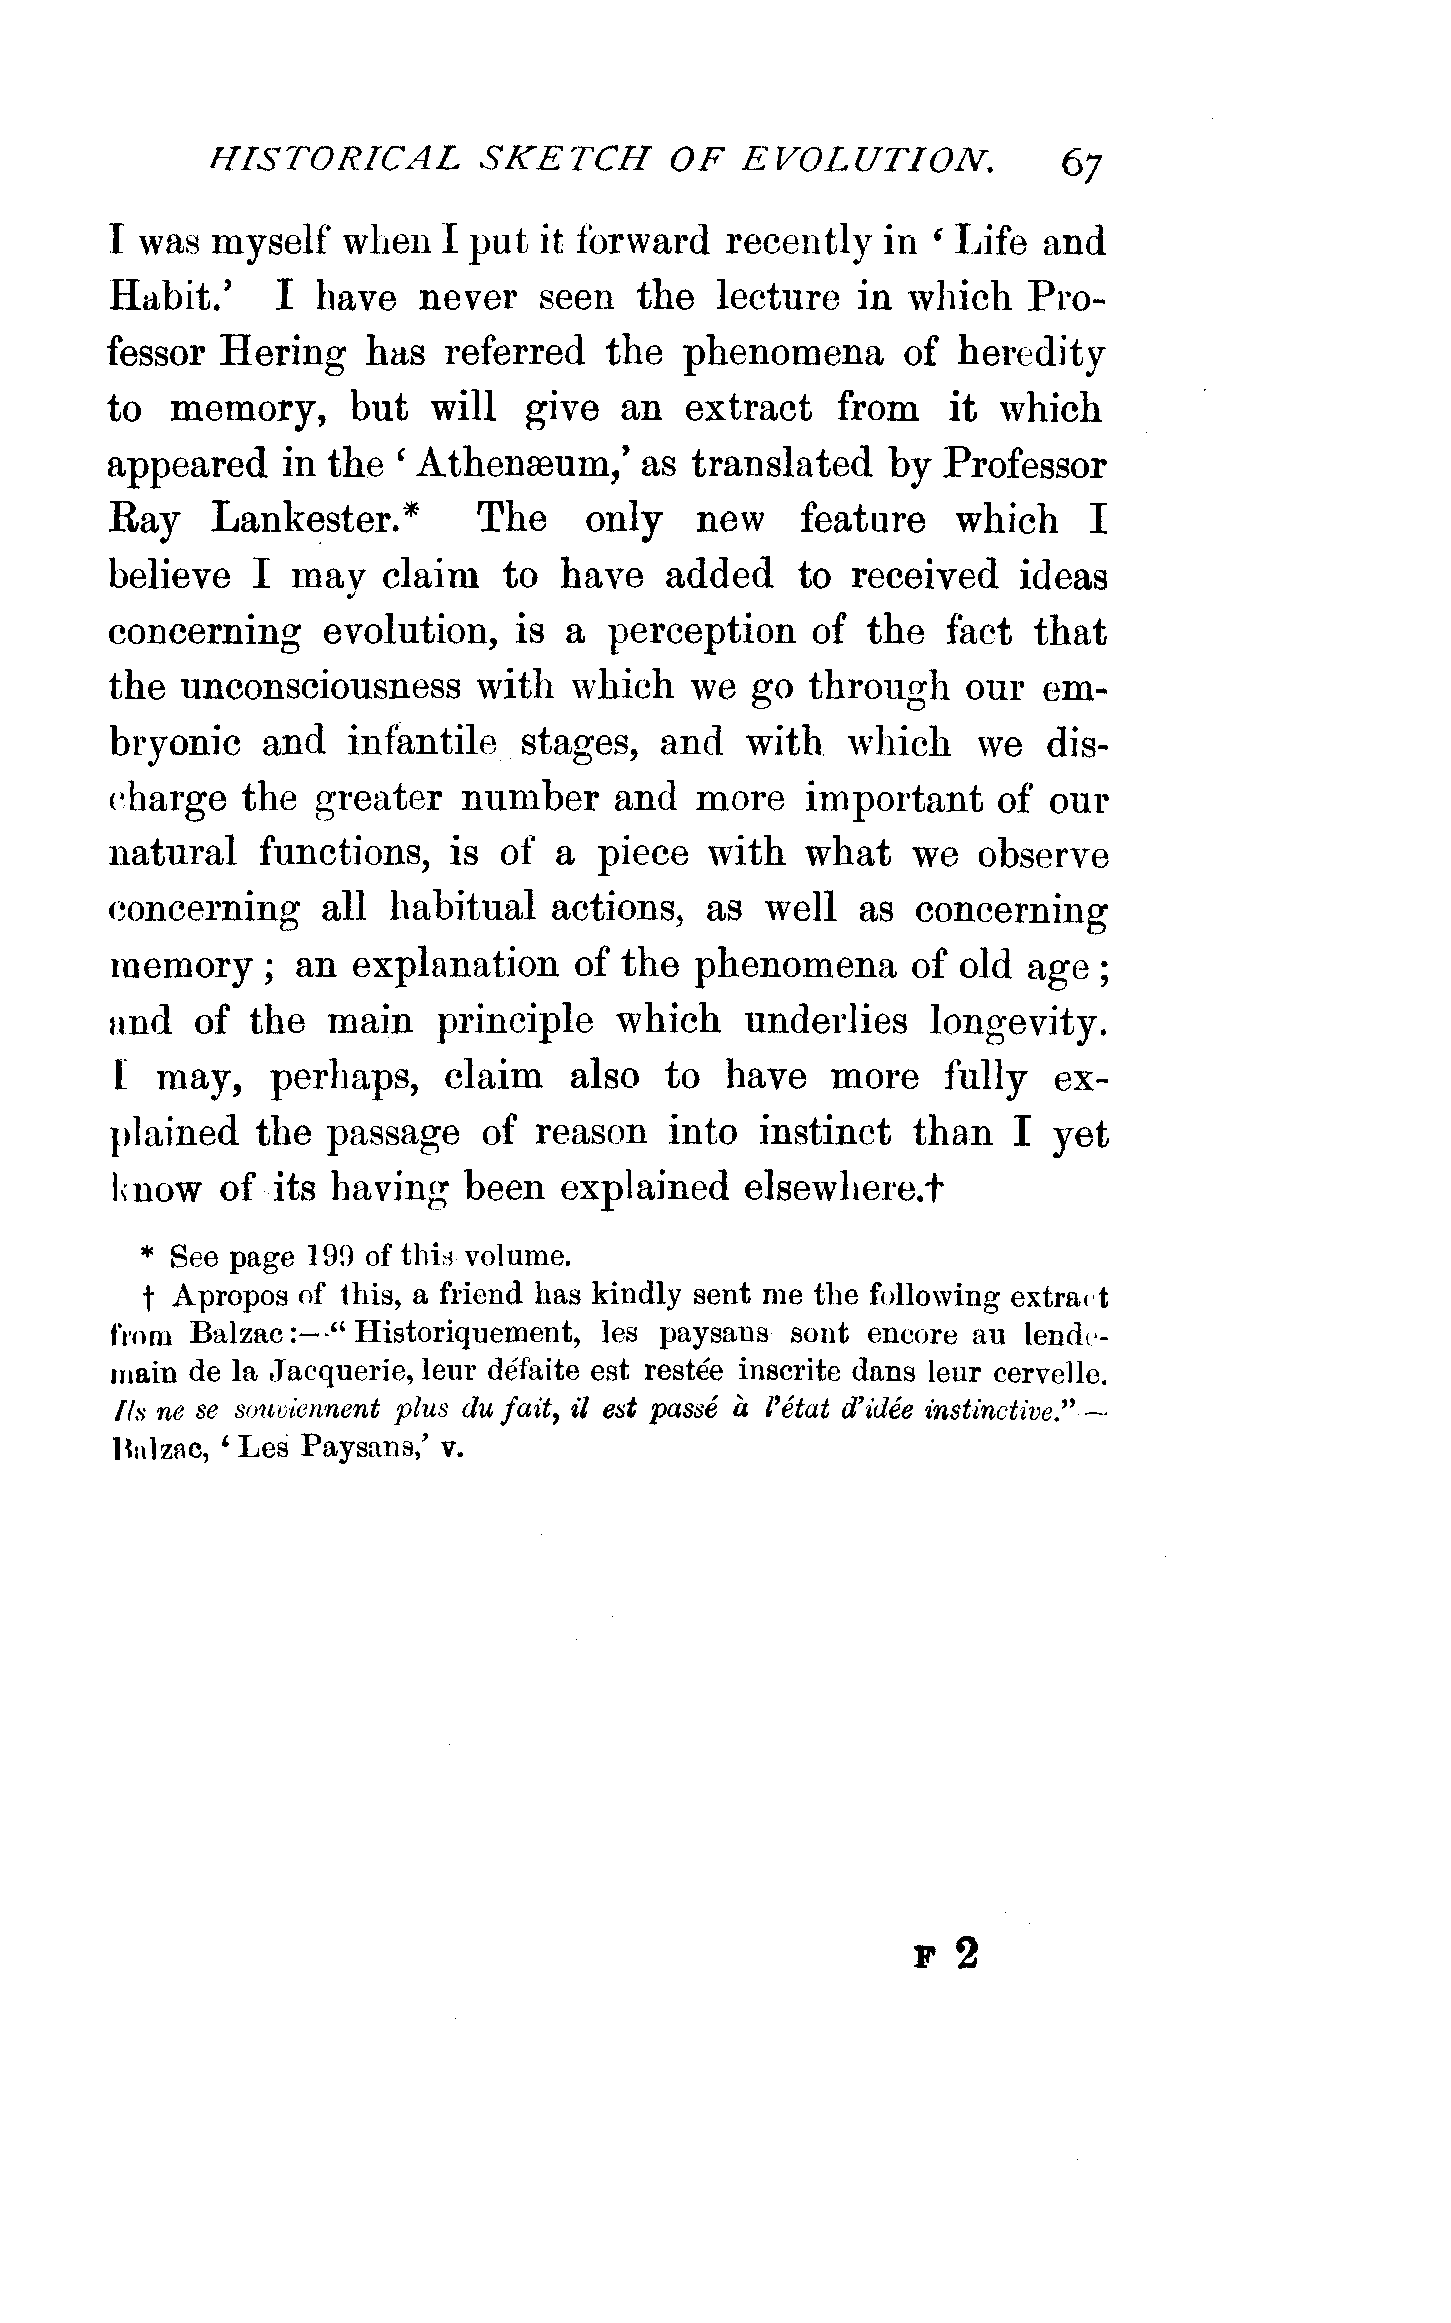 HISTORICAL SKETCH OF EVOLUTION. 67
I was myself when I put it forward recently in ‘ Life and
Habit.’ I have never seen the lecture in which Pro-
fessor Hering has referred the phenomena of heredity
to memory, but will give an extract from it which
appeared in the ‘ Athenæum,’ as translated by Professor
Ray Lankester.* The only new feature which I
believe I may claim to have added to received ideas
concerning evolution, is a perception of the fact that
the unconsciousness with which we go through our em-
bryonic and infantile stages, and with which we dis-
charge the greater number and more important of our
natural functions, is of a piece with what we observe
concerning all habitual actions, as well as concerning
memory ; an explanation of the phenomena of old age ;
and of the main principle which underlies longevity.
I may, perhaps, claim also to have more fully ex-
plained the passage of reason into instinct than I yet
know of its having been explained elsewhere.†
* See page 199 of this volume.
† Apropos of this, a friend has kindly sent me the following extract
from Balzac :—“ Historiquement, les paysans sont encore au lende-
main de la Jacquerie, leur défaite est restée inscrite dans leur cervelle.
Ils ne se souviennent plus du fait, il est passé à l’état d’idée instinctive.” —
Balzac, ‘ Les Paysans,’ v.
F 2